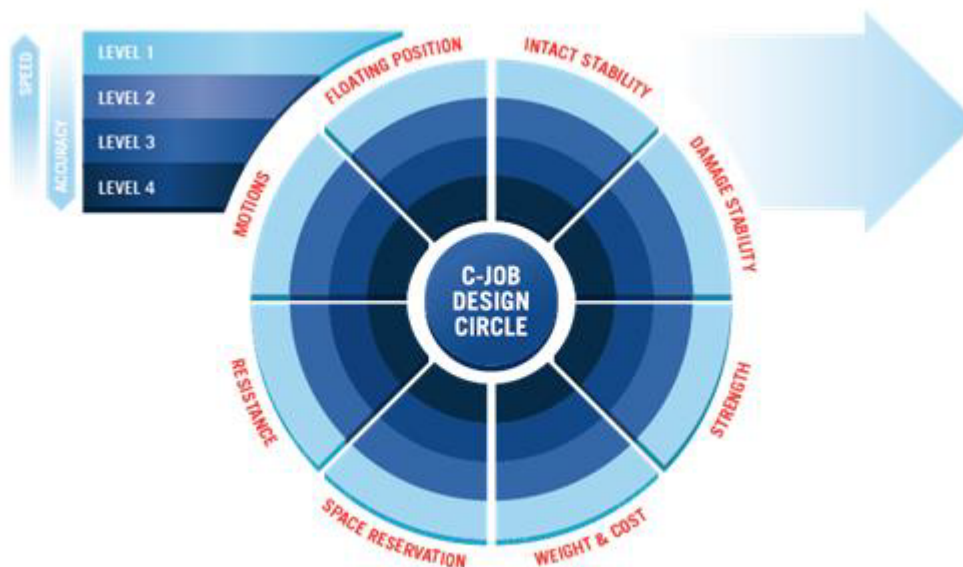 SPEED
ACCURACY
LEVEL 1
LEVEL 2
LEVEL 3
LEVEL 4
FLOATING POSITION
INTACT STABILITY
DAMAGE STABILITY
STRENGTH
WEIGHT & COST
SPACE RESERVATION
RESISTANCE
MOTIONS
C-JOB
DESIGN
CIRCLE